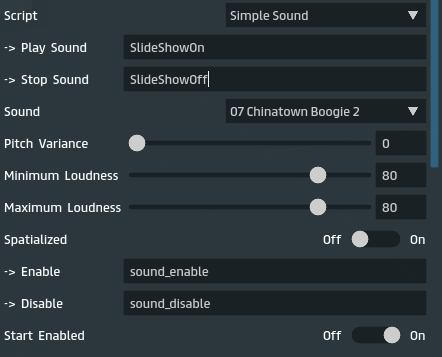 Script Simple Sound
-> Play Sound SlideShowOn
-> Stop Sound SlideShowOff
Sound 07 Chinatown Boogie 2
Pitch Variance 0
Minimum Loudness 80
Maximum Loudness 80
Spatialized Off On
-> Enable sound_enable
-> Disable sound_disable
Start Enabled Off On